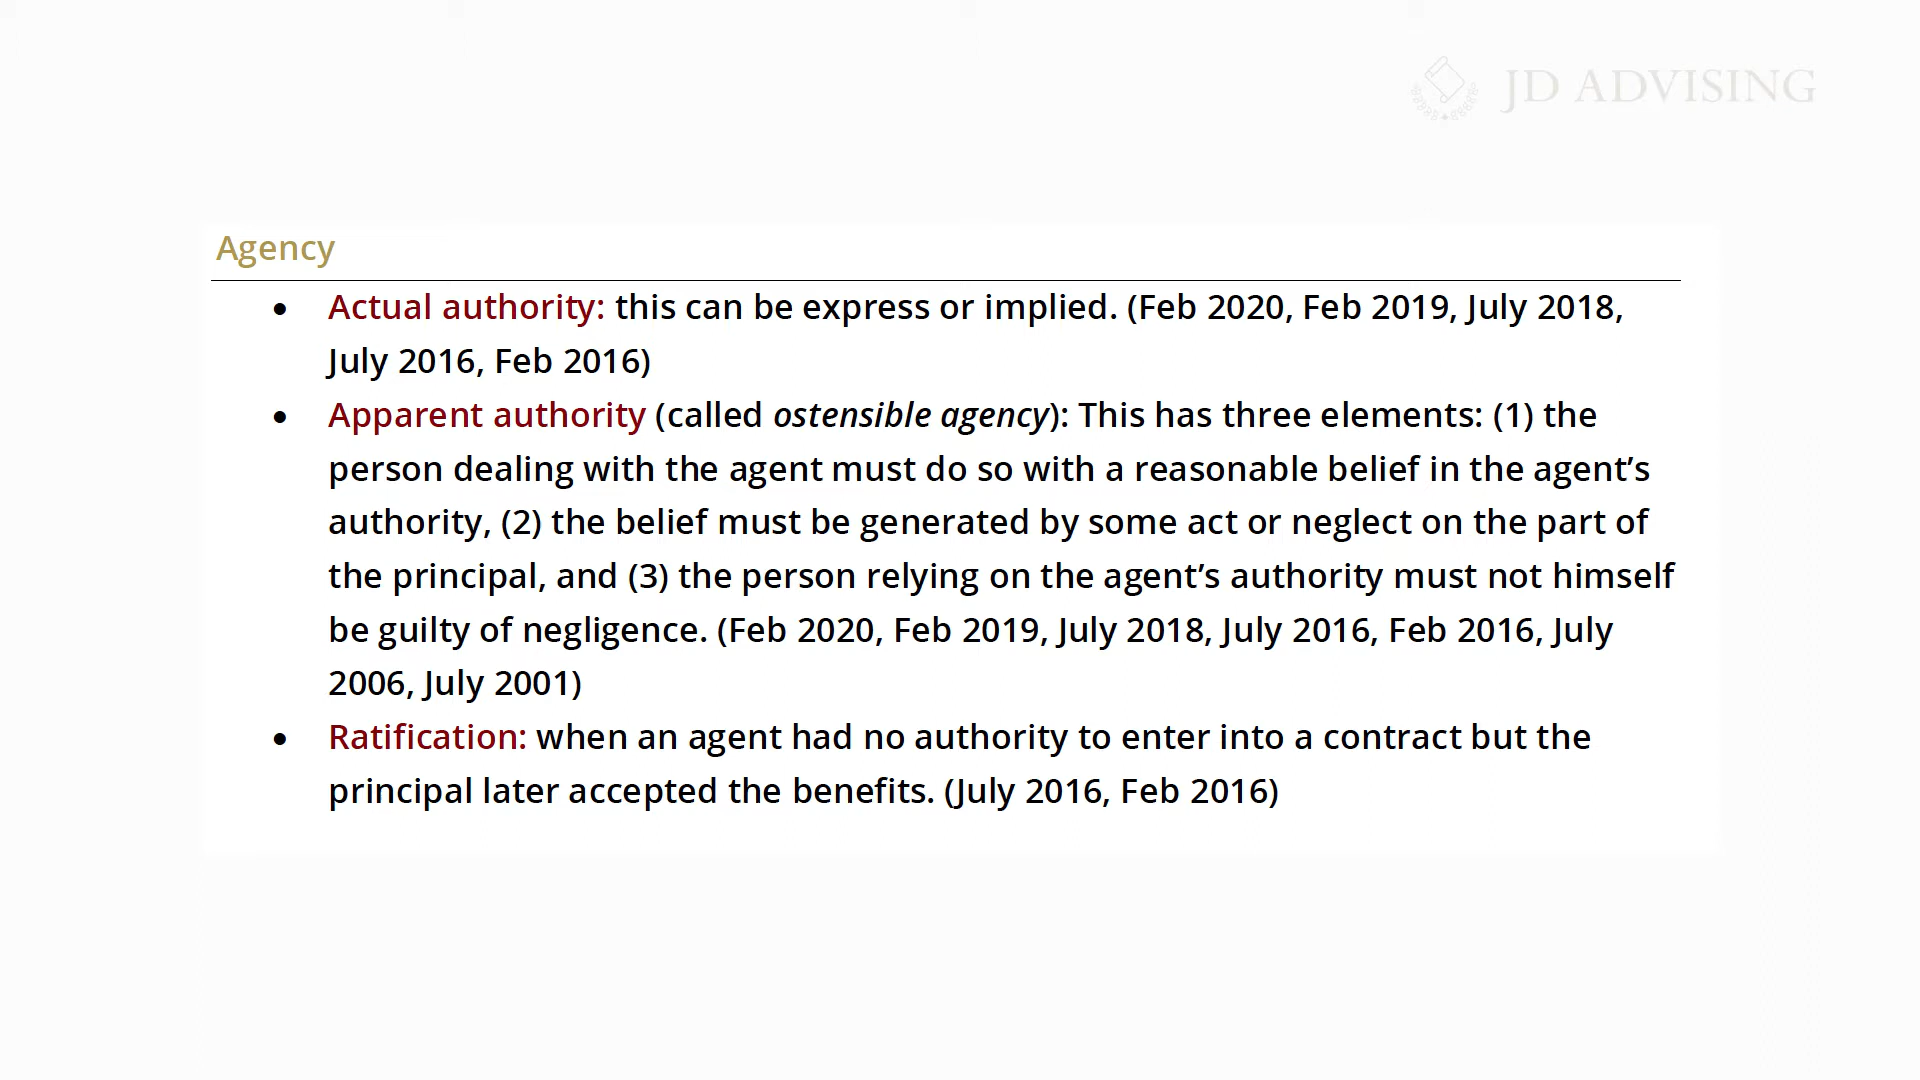 JD ADVISING
Agency
• Actual authority: this can be express or implied. (Feb 2020, Feb 2019, July 2018,
July 2016, Feb 2016)
• Apparent authority (called ostensible agency): This has three elements: (1) the
person dealing with the agent must do so with a reasonable belief in the agent’s
authority, (2) the belief must be generated by some act or neglect on the part of
the principal, and (3) the person relying on the agent’s authority must not himself
be guilty of negligence. (Feb 2020, Feb 2019, July 2018, July 2016, Feb 2016, July
2006, July 2001)
• Ratification: when an agent had no authority to enter into a contract but the
principal later accepted the benefits. (July 2016, Feb 2016)